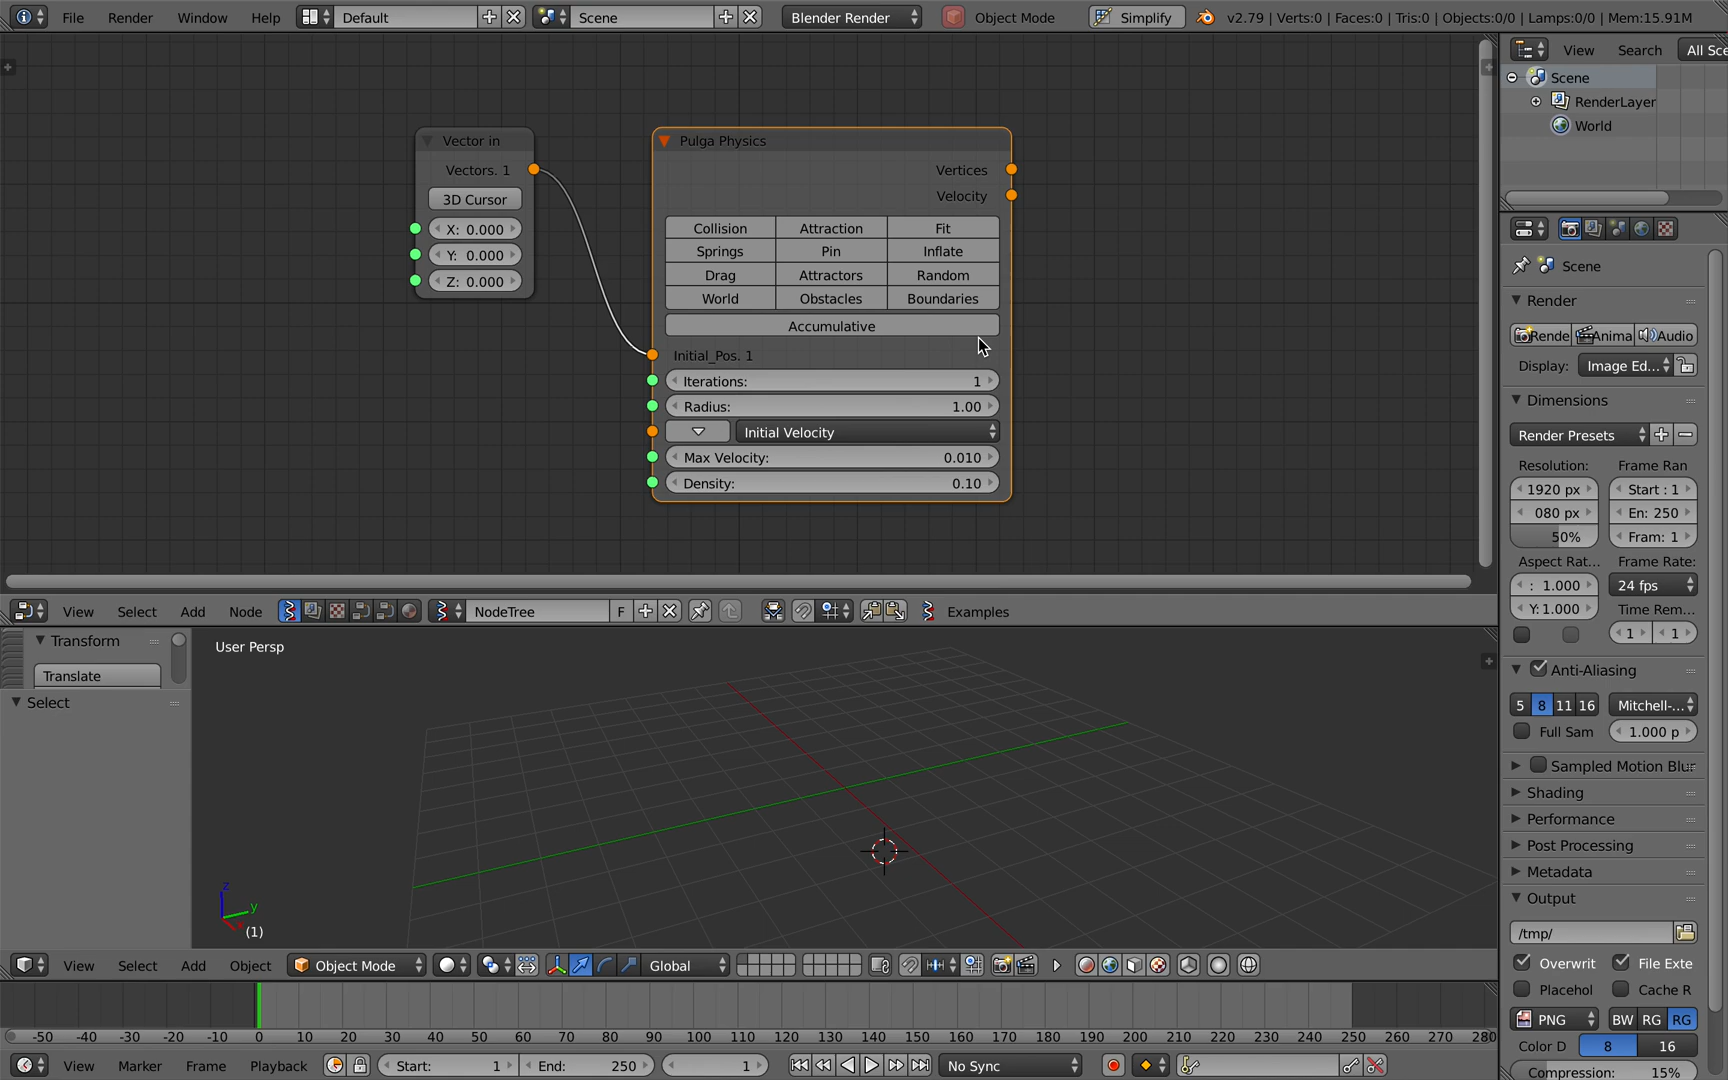 File Render Window Help Default Scene Blender Render Object Mode Simplify v2.79 | Verts:0 | Faces:0 | Tris:0 | Objects:0/0 | Lamps:0/0 | Mem:15.91M
View Search All Sce
Scene
RenderLayer
World
Vector in
Vectors. 1
3D Cursor
X: 0.000
Y: 0.000
Z: 0.000
Pulga Physics
Vertices
Velocity
Collision Attraction Fit
Springs Pin Inflate
Drag Attractors Random
World Obstacles Boundaries
Accumulative
Initial_Pos. 1
Iterations: 1
Radius: 1.00
Initial Velocity
Max Velocity: 0.010
Density: 0.10
View Select Add Node NodeTree F Examples
Transform
Translate
Select
User Persp
z
y
(1)
View Select Add Object Object Mode Global
-50 -40 -30 -20 -10 0 10 20 30 40 50 60 70 80 90 100 110 120 130 140 150 160 170 180 190 200 210 220 230 240 250 260 270 280
View Marker Frame Playback Start: 1 End: 250 1 No Sync
Scene
Render
Rende Anima Audio
Display: Image Ed...
Dimensions
Render Presets
Resolution: Frame Ran
1920 px Start : 1
080 px En: 250
50% Fram: 1
Aspect Rat... Frame Rate:
: 1.000 24 fps
Y: 1.000 Time Rem...
1 1
Anti-Aliasing
5 8 11 16 Mitchell-...
Full Sam 1.000 p
Sampled Motion Blur
Shading
Performance
Post Processing
Metadata
Output
/tmp/
Overwrit File Exte
Placehol Cache R
PNG BW RG RG
Color D 8 16
Compression: 15%